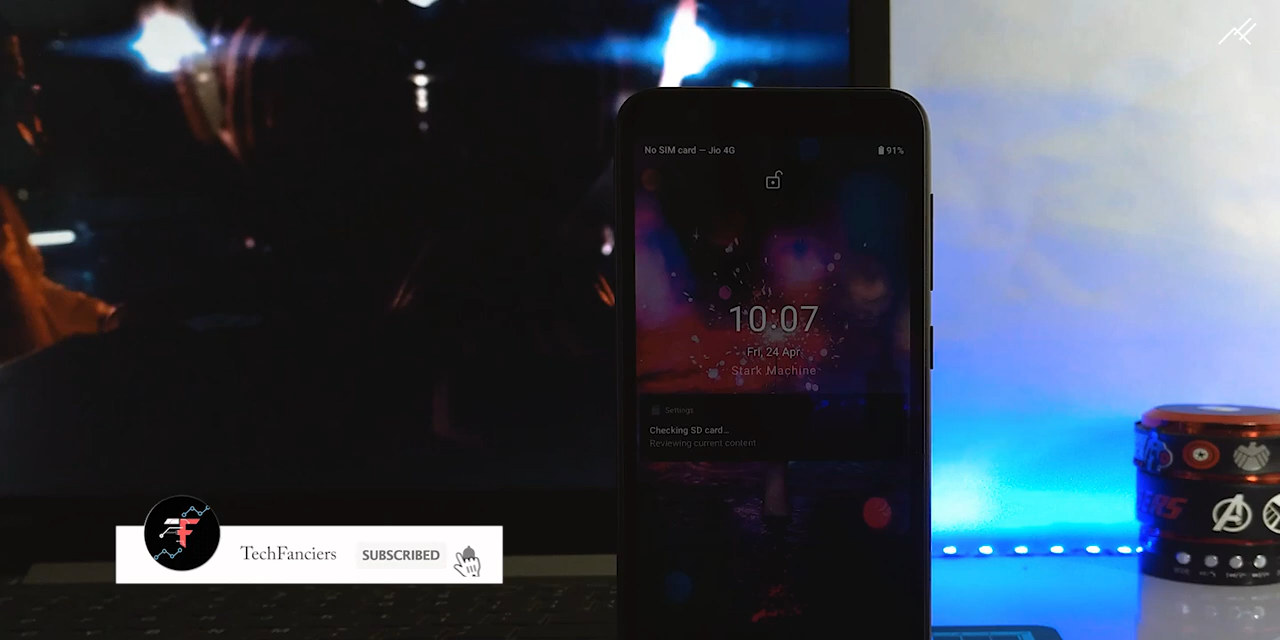 No SIM card — Jio 4G
91%
10:07
Fri, 24 Apr
Stark Machine
Settings
Checking SD card...
Reviewing current content
TechFanciers
SUBSCRIBED
ERS